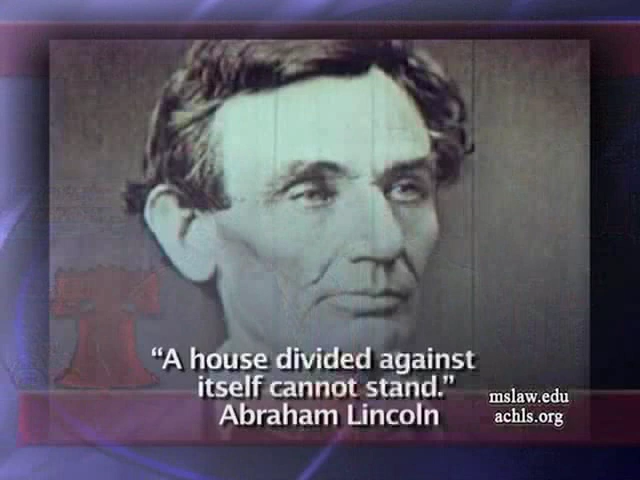 “A house divided against
itself cannot stand.”
Abraham Lincoln
mslaw.edu
achls.org